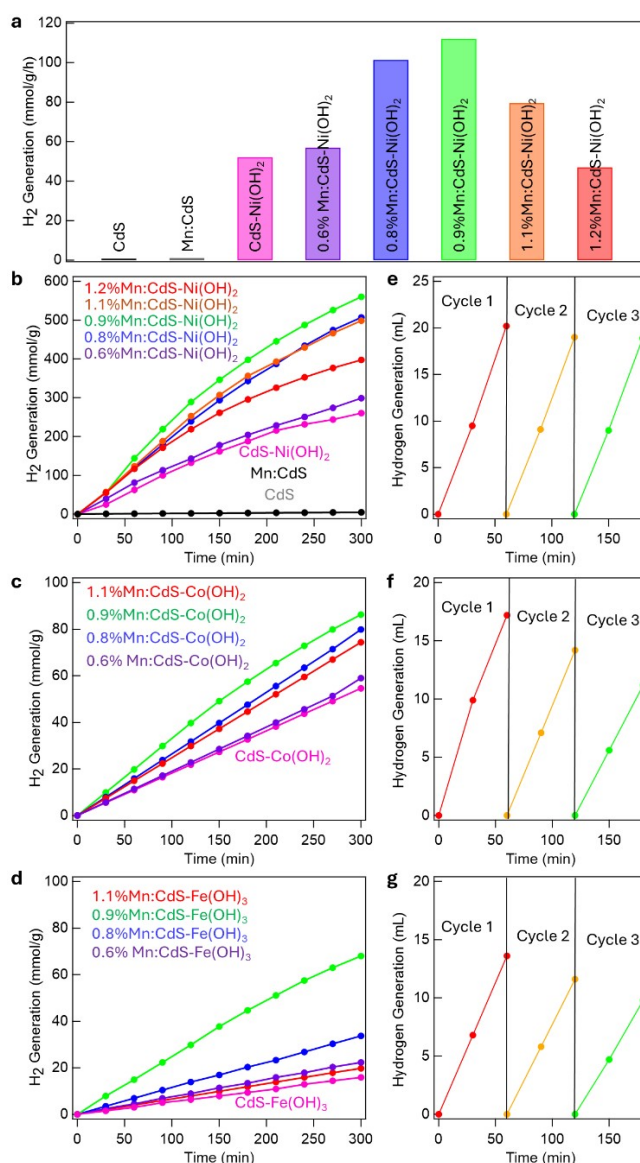 a
H2 Generation (mmol/g/h)
120
100
80
60
40
20
0
CdS
Mn:CdS
CdS-Ni(OH)2
0.6% Mn:CdS-Ni(OH)2
0.8%Mn:CdS-Ni(OH)2
0.9%Mn:CdS-Ni(OH)2
1.1%Mn:CdS-Ni(OH)2
1.2%Mn:CdS-Ni(OH)2
b
H2 Generation (mmol/g)
600
500
400
300
200
100
0
1.2%Mn:CdS-Ni(OH)2
1.1%Mn:CdS-Ni(OH)2
0.9%Mn:CdS-Ni(OH)2
0.8%Mn:CdS-Ni(OH)2
0.6%Mn:CdS-Ni(OH)2
CdS-Ni(OH)2
Mn:CdS
CdS
0 50 100 150 200 250 300
Time (min)
e
Hydrogen Generation (mL)
25
20
15
10
5
0
Cycle 1
Cycle 2
Cycle 3
0 50 100 150
Time (min)
c
H2 Generation (mmol/g)
100
80
60
40
20
0
1.1%Mn:CdS-Co(OH)2
0.9%Mn:CdS-Co(OH)2
0.8%Mn:CdS-Co(OH)2
0.6% Mn:CdS-Co(OH)2
CdS-Co(OH)2
0 50 100 150 200 250 300
Time (min)
f
Hydrogen Generation (mL)
20
15
10
5
0
Cycle 1
Cycle 2
Cycle 3
0 50 100 150
Time (min)
d
H2 Generation (mmol/g)
100
80
60
40
20
0
1.1%Mn:CdS-Fe(OH)3
0.9%Mn:CdS-Fe(OH)3
0.8%Mn:CdS-Fe(OH)3
0.6% Mn:CdS-Fe(OH)3
CdS-Fe(OH)3
0 50 100 150 200 250 300
Time (min)
g
Hydrogen Generation (mL)
20
15
10
5
0
Cycle 1
Cycle 2
Cycle 3
0 50 100 150
Time (min)